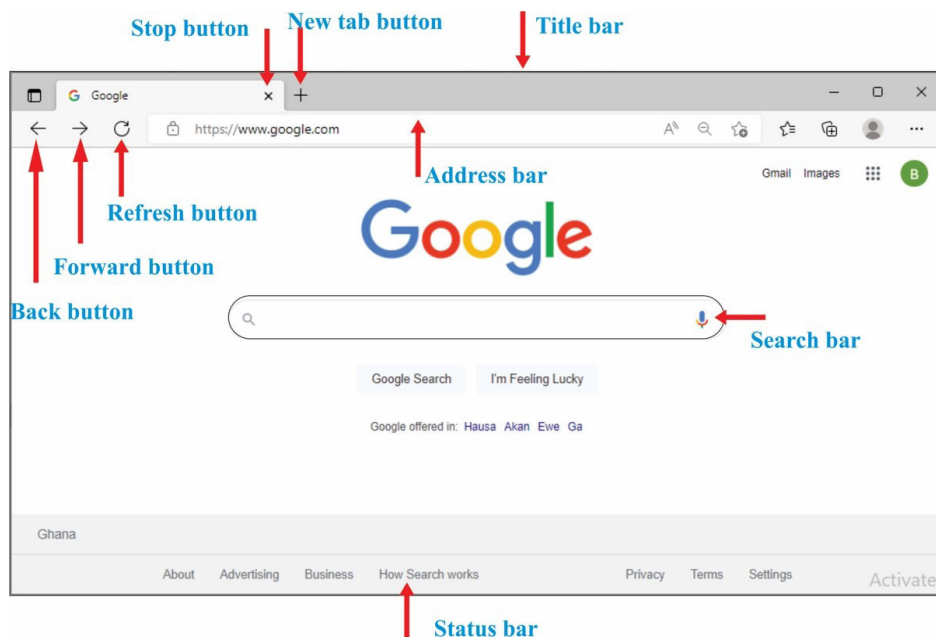 Stop button New tab button Title bar
Google
https://www.google.com
Address bar
Gmail Images B
Refresh button
Google
Forward button
Back button
Search bar
Google Search I'm Feeling Lucky
Google offered in: Hausa Akan Ewe Ga
Ghana
About Advertising Business How Search works Privacy Terms Settings
Activate
Status bar